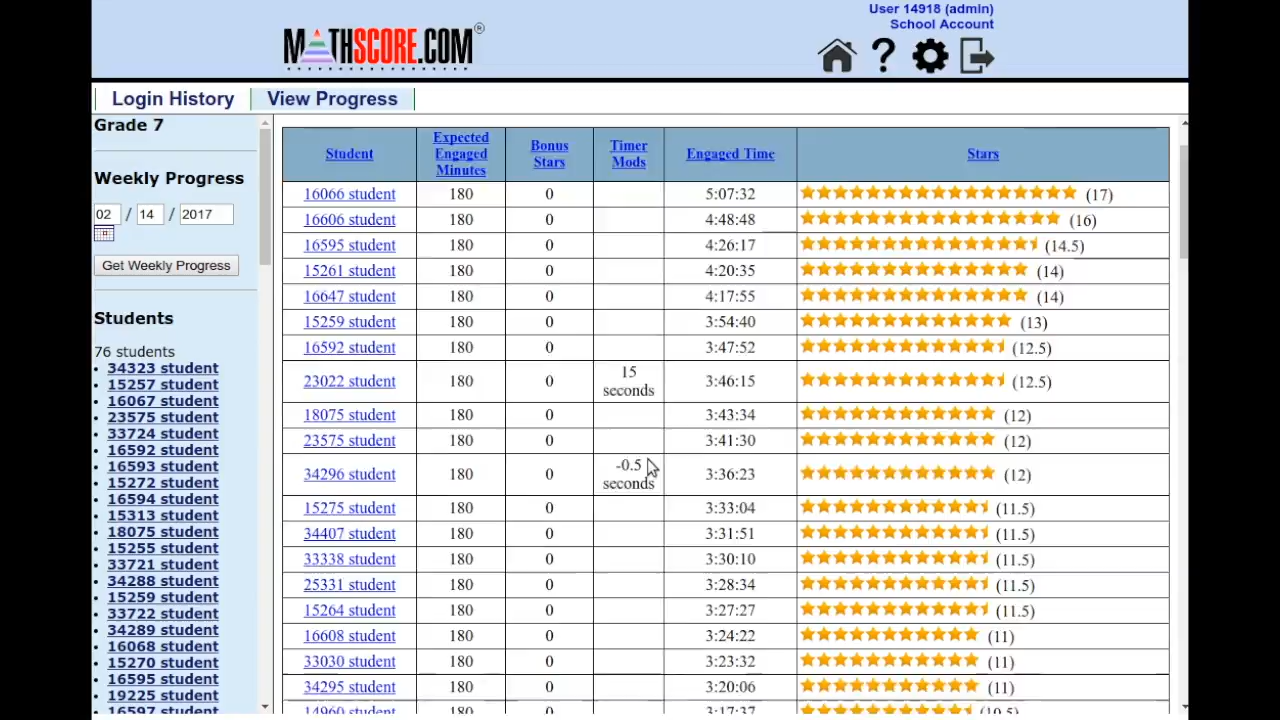 User 14918 (admin)
School Account
MATHSCORE.COM®
?
Login History
View Progress
Grade 7
Weekly Progress
02 / 14 / 2017
Get Weekly Progress
Students
76 students
34323 student
15257 student
16067 student
23575 student
33724 student
16592 student
16593 student
15272 student
16594 student
15313 student
18075 student
15255 student
33721 student
34288 student
15259 student
33722 student
34289 student
16068 student
15270 student
16595 student
19225 student
16597 student
Student Expected Engaged Minutes Bonus Stars Timer Mods Engaged Time Stars
16066 student 180 0 5:07:32 (17)
16606 student 180 0 4:48:48 (16)
16595 student 180 0 4:26:17 (14.5)
15261 student 180 0 4:20:35 (14)
16647 student 180 0 4:17:55 (14)
15259 student 180 0 3:54:40 (13)
16592 student 180 0 3:47:52 (12.5)
23022 student 180 0 15 seconds 3:46:15 (12.5)
18075 student 180 0 3:43:34 (12)
23575 student 180 0 3:41:30 (12)
34296 student 180 0 -0.5 seconds 3:36:23 (12)
15275 student 180 0 3:33:04 (11.5)
34407 student 180 0 3:31:51 (11.5)
33338 student 180 0 3:30:10 (11.5)
25331 student 180 0 3:28:34 (11.5)
15264 student 180 0 3:27:27 (11.5)
16608 student 180 0 3:24:22 (11)
33030 student 180 0 3:23:32 (11)
34295 student 180 0 3:20:06 (11)
14960 student 180 0 3:17:37 (10.5)